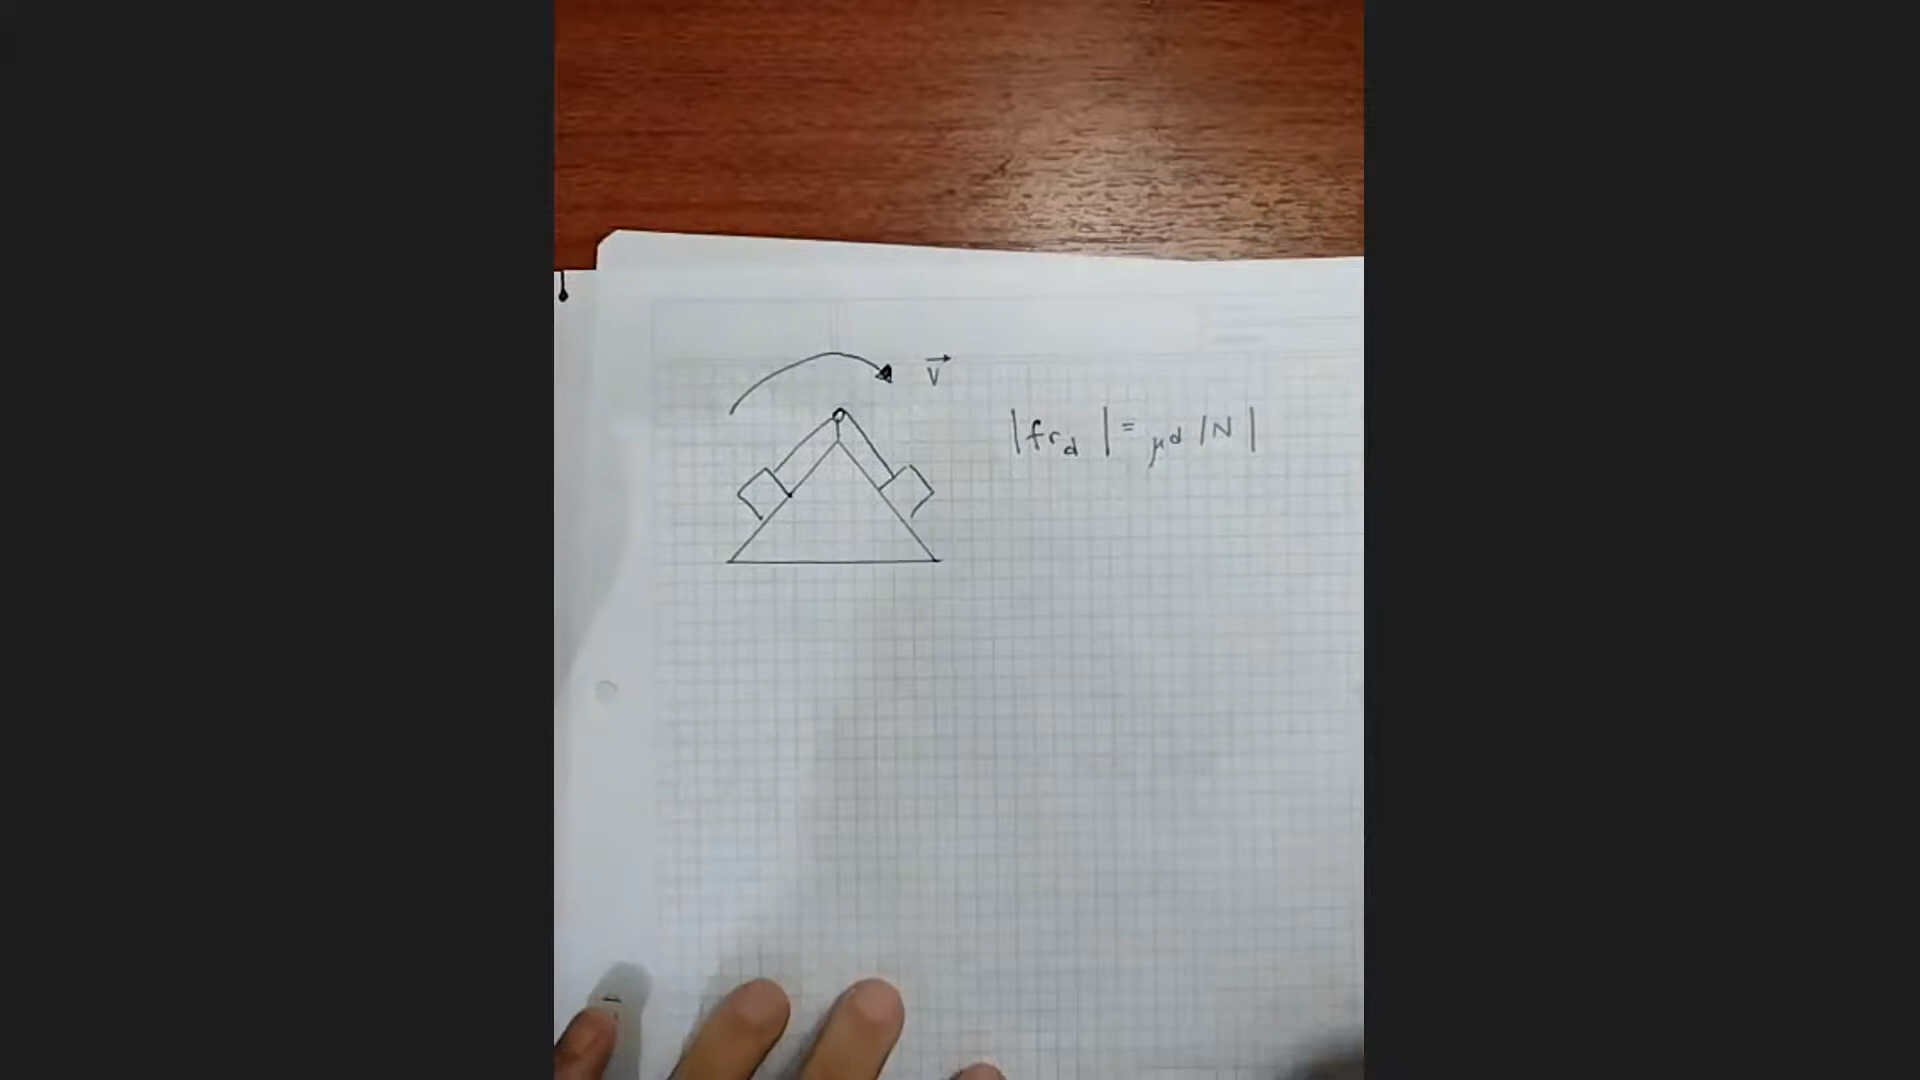 v⃗
|fr_d| = μd |N|